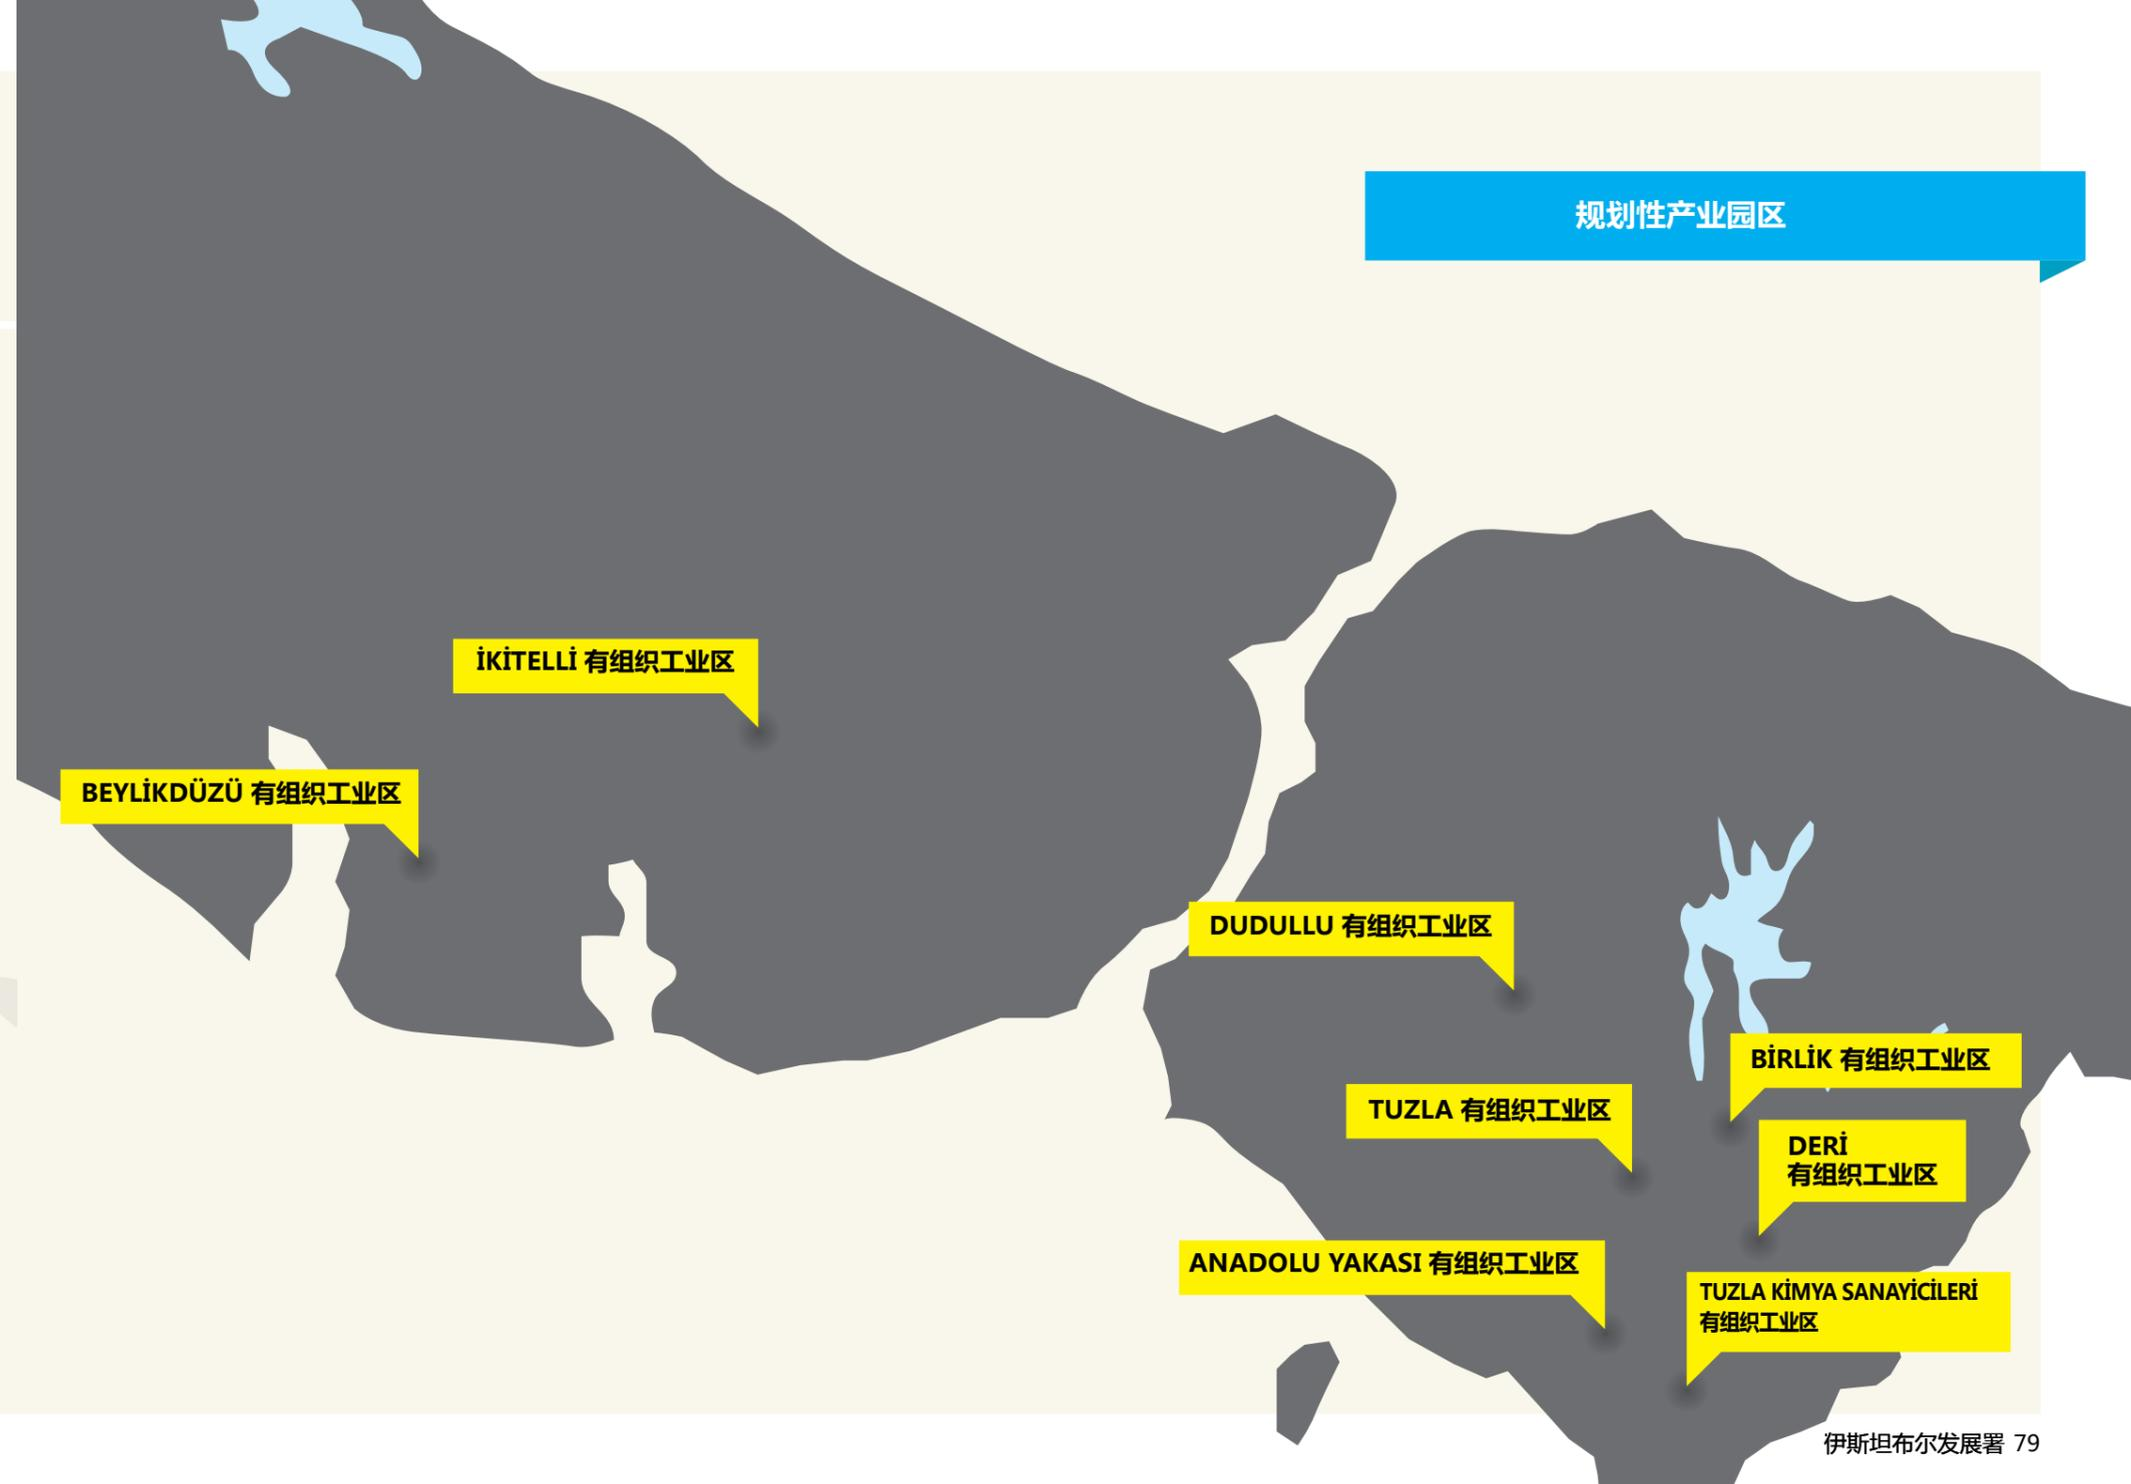 规划性产业园区
İKİTELLİ 有组织工业区
BEYLİKDÜZÜ 有组织工业区
DUDULLU 有组织工业区
BİRLİK 有组织工业区
TUZLA 有组织工业区
DERİ
有组织工业区
ANADOLU YAKASI 有组织工业区
TUZLA KİMYA SANAYİCİLERİ
有组织工业区
伊斯坦布尔发展署 79